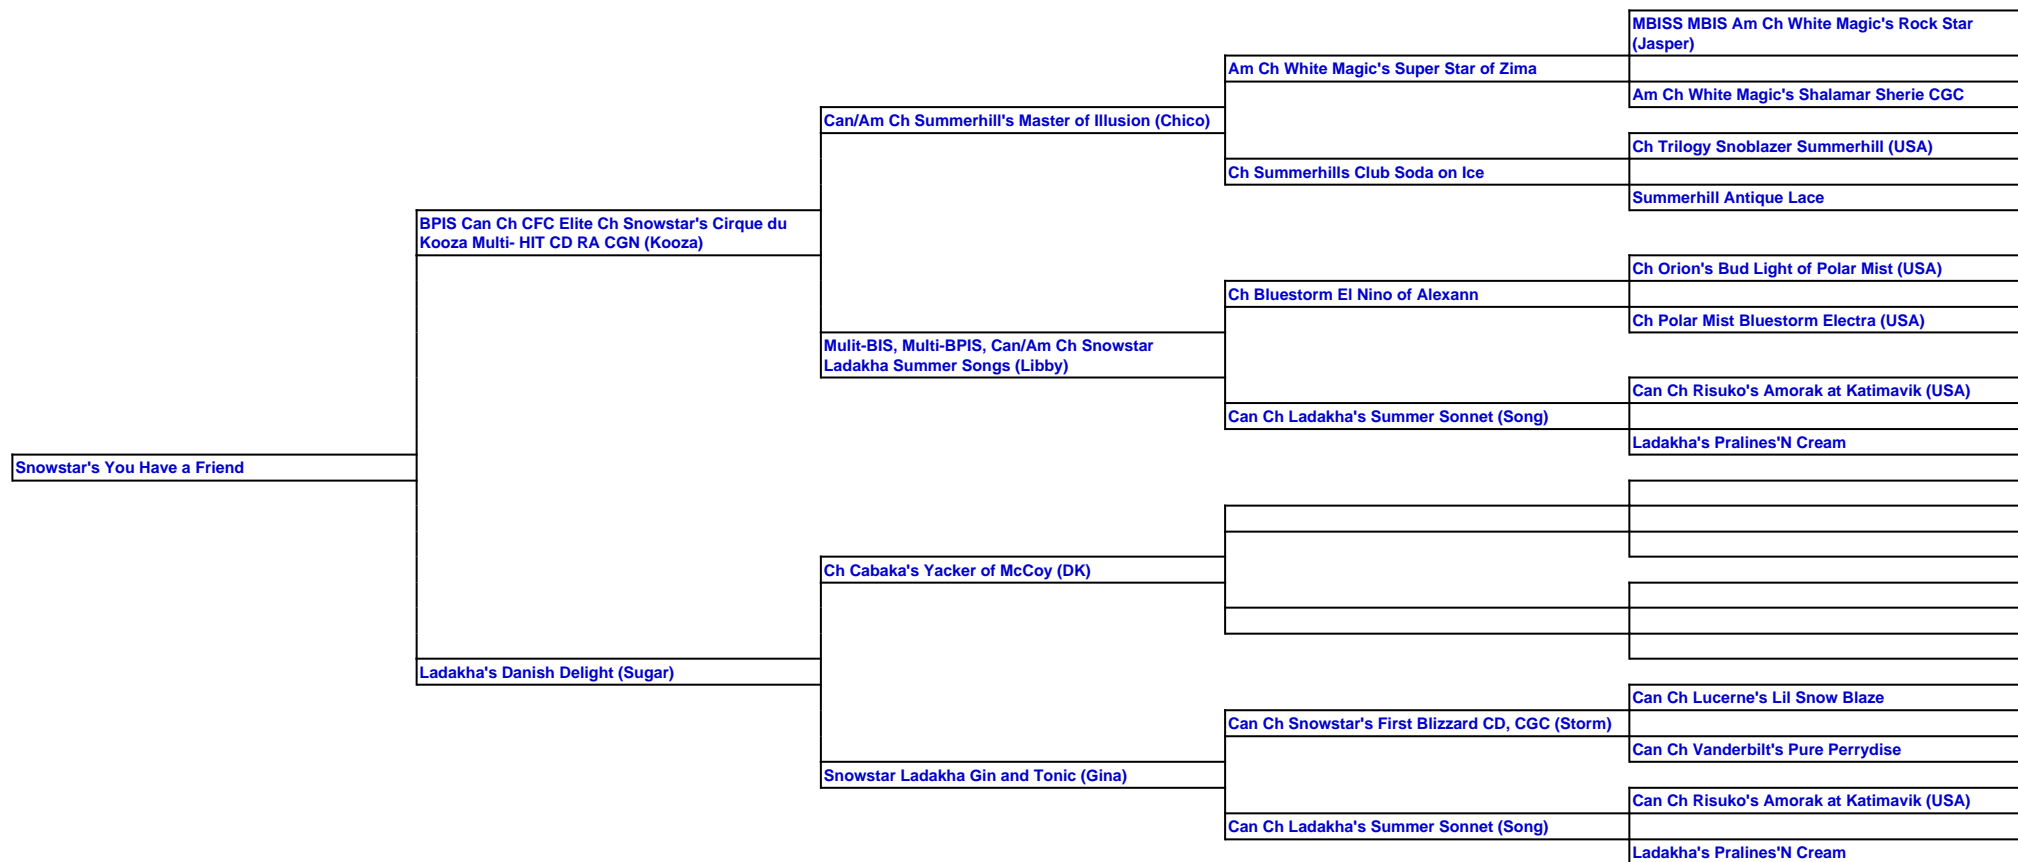 MBISS MBIS Am Ch White Magic's Rock Star
(Jasper)
Am Ch White Magic's Super Star of Zima
Am Ch White Magic's Shalamar Sherie CGC
Can/Am Ch Summerhill's Master of Illusion (Chico)
Ch Trilogy Snoblazer Summerhill (USA)
Ch Summerhills Club Soda on Ice
Summerhill Antique Lace
BPIS Can Ch CFC Elite Ch Snowstar's Cirque du
Kooza Multi- HIT CD RA CGN (Kooza)
Ch Orion's Bud Light of Polar Mist (USA)
Ch Bluestorm El Nino of Alexann
Ch Polar Mist Bluestorm Electra (USA)
Mulit-BIS, Multi-BPIS, Can/Am Ch Snowstar
Ladakha Summer Songs (Libby)
Can Ch Risuko's Amorak at Katimavik (USA)
Can Ch Ladakha's Summer Sonnet (Song)
Ladakha's Pralines'N Cream
Snowstar's You Have a Friend
Ch Cabaka's Yacker of McCoy (DK)
Ladakha's Danish Delight (Sugar)
Can Ch Lucerne's Lil Snow Blaze
Can Ch Snowstar's First Blizzard CD, CGC (Storm)
Can Ch Vanderbilt's Pure Perrydise
Snowstar Ladakha Gin and Tonic (Gina)
Can Ch Risuko's Amorak at Katimavik (USA)
Can Ch Ladakha's Summer Sonnet (Song)
Ladakha's Pralines'N Cream